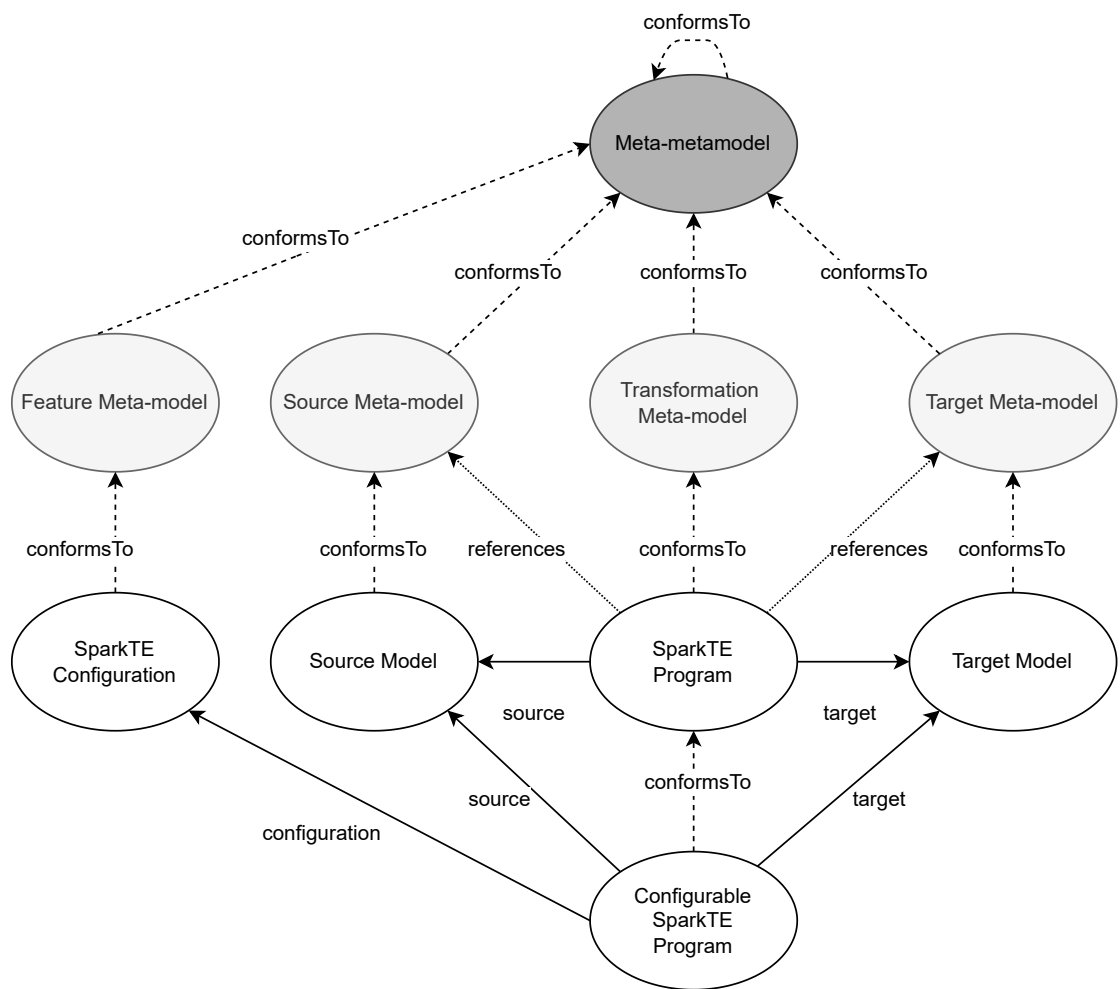 conformsTo
Meta-metamodel
conformsTo
conformsTo
conformsTo
conformsTo
Feature Meta-model
Source Meta-model
Transformation
Meta-model
Target Meta-model
conformsTo
conformsTo
references
conformsTo
references
conformsTo
SparkTE
Configuration
Source Model
SparkTE
Program
Target Model
source
target
conformsTo
source
target
configuration
Configurable
SparkTE
Program